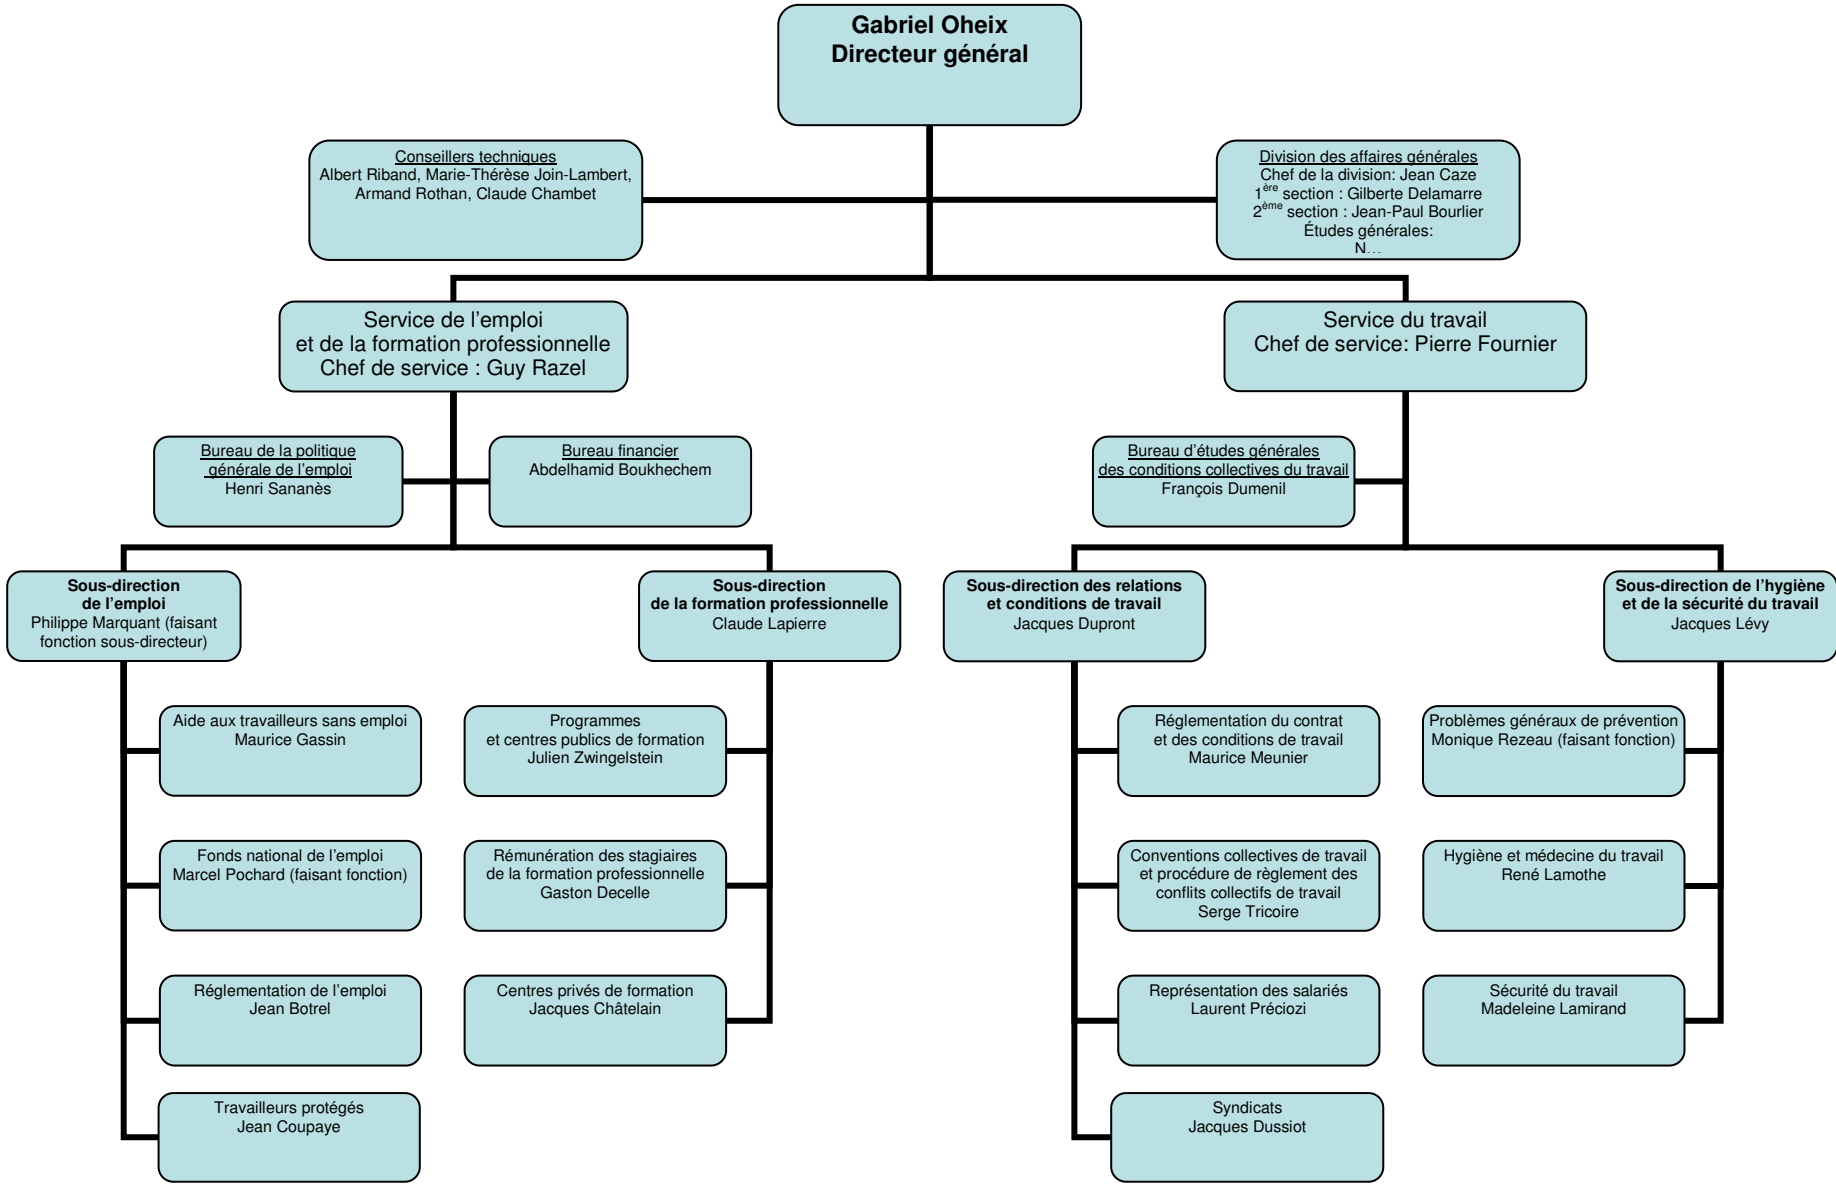 Gabriel Oheix
Directeur général
Conseillers techniques
Albert Riband, Marie-Thérèse Join-Lambert,
Armand Rothan, Claude Chambet
Division des affaires générales
Chef de la division: Jean Caze
1ère section : Gilberte Delamarre
2ème section : Jean-Paul Bourlier
Études générales:
N…
Service de l’emploi
et de la formation professionnelle
Chef de service : Guy Razel
Service du travail
Chef de service: Pierre Fournier
Bureau de la politique
générale de l’emploi
Henri Sananès
Bureau financier
Abdelhamid Boukhechem
Bureau d’études générales
des conditions collectives du travail
François Dumenil
Sous-direction
de l’emploi
Philippe Marquant (faisant
fonction sous-directeur)
Sous-direction
de la formation professionnelle
Claude Lapierre
Sous-direction des relations
et conditions de travail
Jacques Dupront
Sous-direction de l’hygiène
et de la sécurité du travail
Jacques Lévy
Aide aux travailleurs sans emploi
Maurice Gassin
Programmes
et centres publics de formation
Julien Zwingelstein
Réglementation du contrat
et des conditions de travail
Maurice Meunier
Problèmes généraux de prévention
Monique Rezeau (faisant fonction)
Fonds national de l’emploi
Marcel Pochard (faisant fonction)
Rémunération des stagiaires
de la formation professionnelle
Gaston Decelle
Conventions collectives de travail
et procédure de règlement des
conflits collectifs de travail
Serge Tricoire
Hygiène et médecine du travail
René Lamothe
Réglementation de l’emploi
Jean Botrel
Centres privés de formation
Jacques Châtelain
Représentation des salariés
Laurent Préciozi
Sécurité du travail
Madeleine Lamirand
Travailleurs protégés
Jean Coupaye
Syndicats
Jacques Dussiot